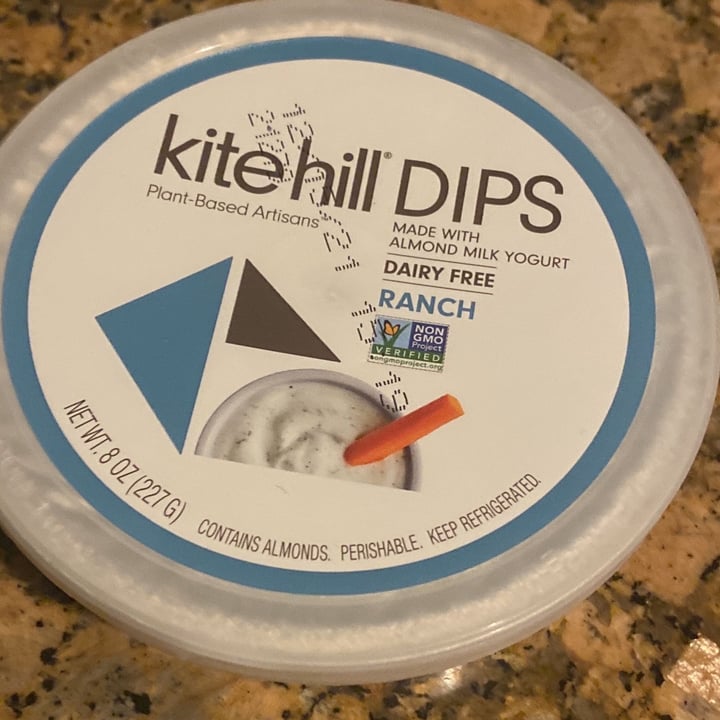 kite hill® DIPS
Plant-Based Artisans
MADE WITH
ALMOND MILK YOGURT
DAIRY FREE
RANCH
NON
GMO
Project
VERIFIED
nongmoproject.org
NET WT. 8 OZ (227 G)
CONTAINS ALMONDS. PERISHABLE. KEEP REFRIGERATED.